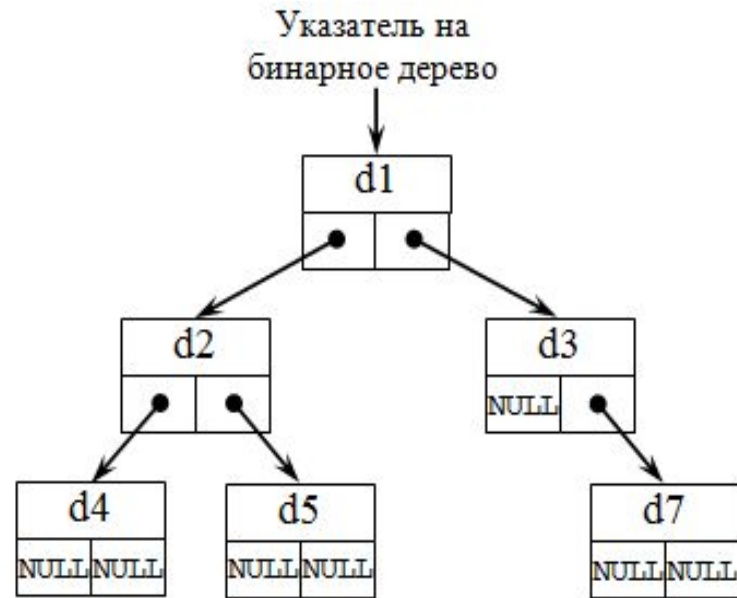 Указатель на
бинарное дерево
d1
d2
d3
NULL
d4
d5
d7
NULL NULL
NULL NULL
NULL NULL